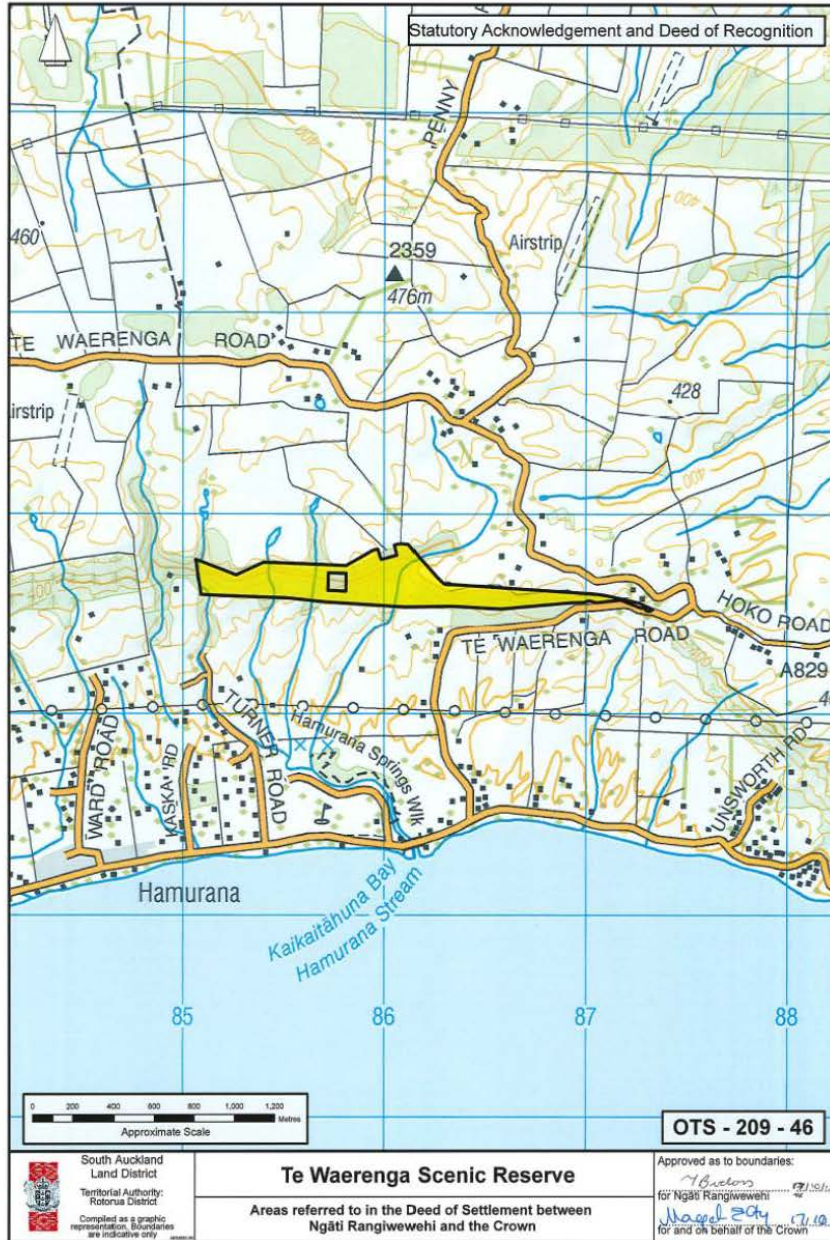 Statutory Acknowledgement and Deed of Recognition
PENNY
460
2359
476m
Airstrip
400
TE WAERENGA ROAD
428
400
HOKO ROAD
TE WAERENGA ROAD
A829
WARD ROAD
KASKA RD
TURNER ROAD
Hamurana Springs Wlk
UNSWORTH RD
Hamurana
Kaikaitāhuna Bay
Hamurana Stream
85
86
87
88
0 200 400 600 800 1,000 1,200
Metres
Approximate Scale
OTS - 209 - 46
South Auckland
Land District
Territorial Authority:
Rotorua District
Compiled as a graphic
representation. Boundaries
are indicative only
Te Waerenga Scenic Reserve
Areas referred to in the Deed of Settlement between
Ngāti Rangiwewehi and the Crown
Approved as to boundaries:
for Ngāti Rangiwewehi
for and on behalf of the Crown